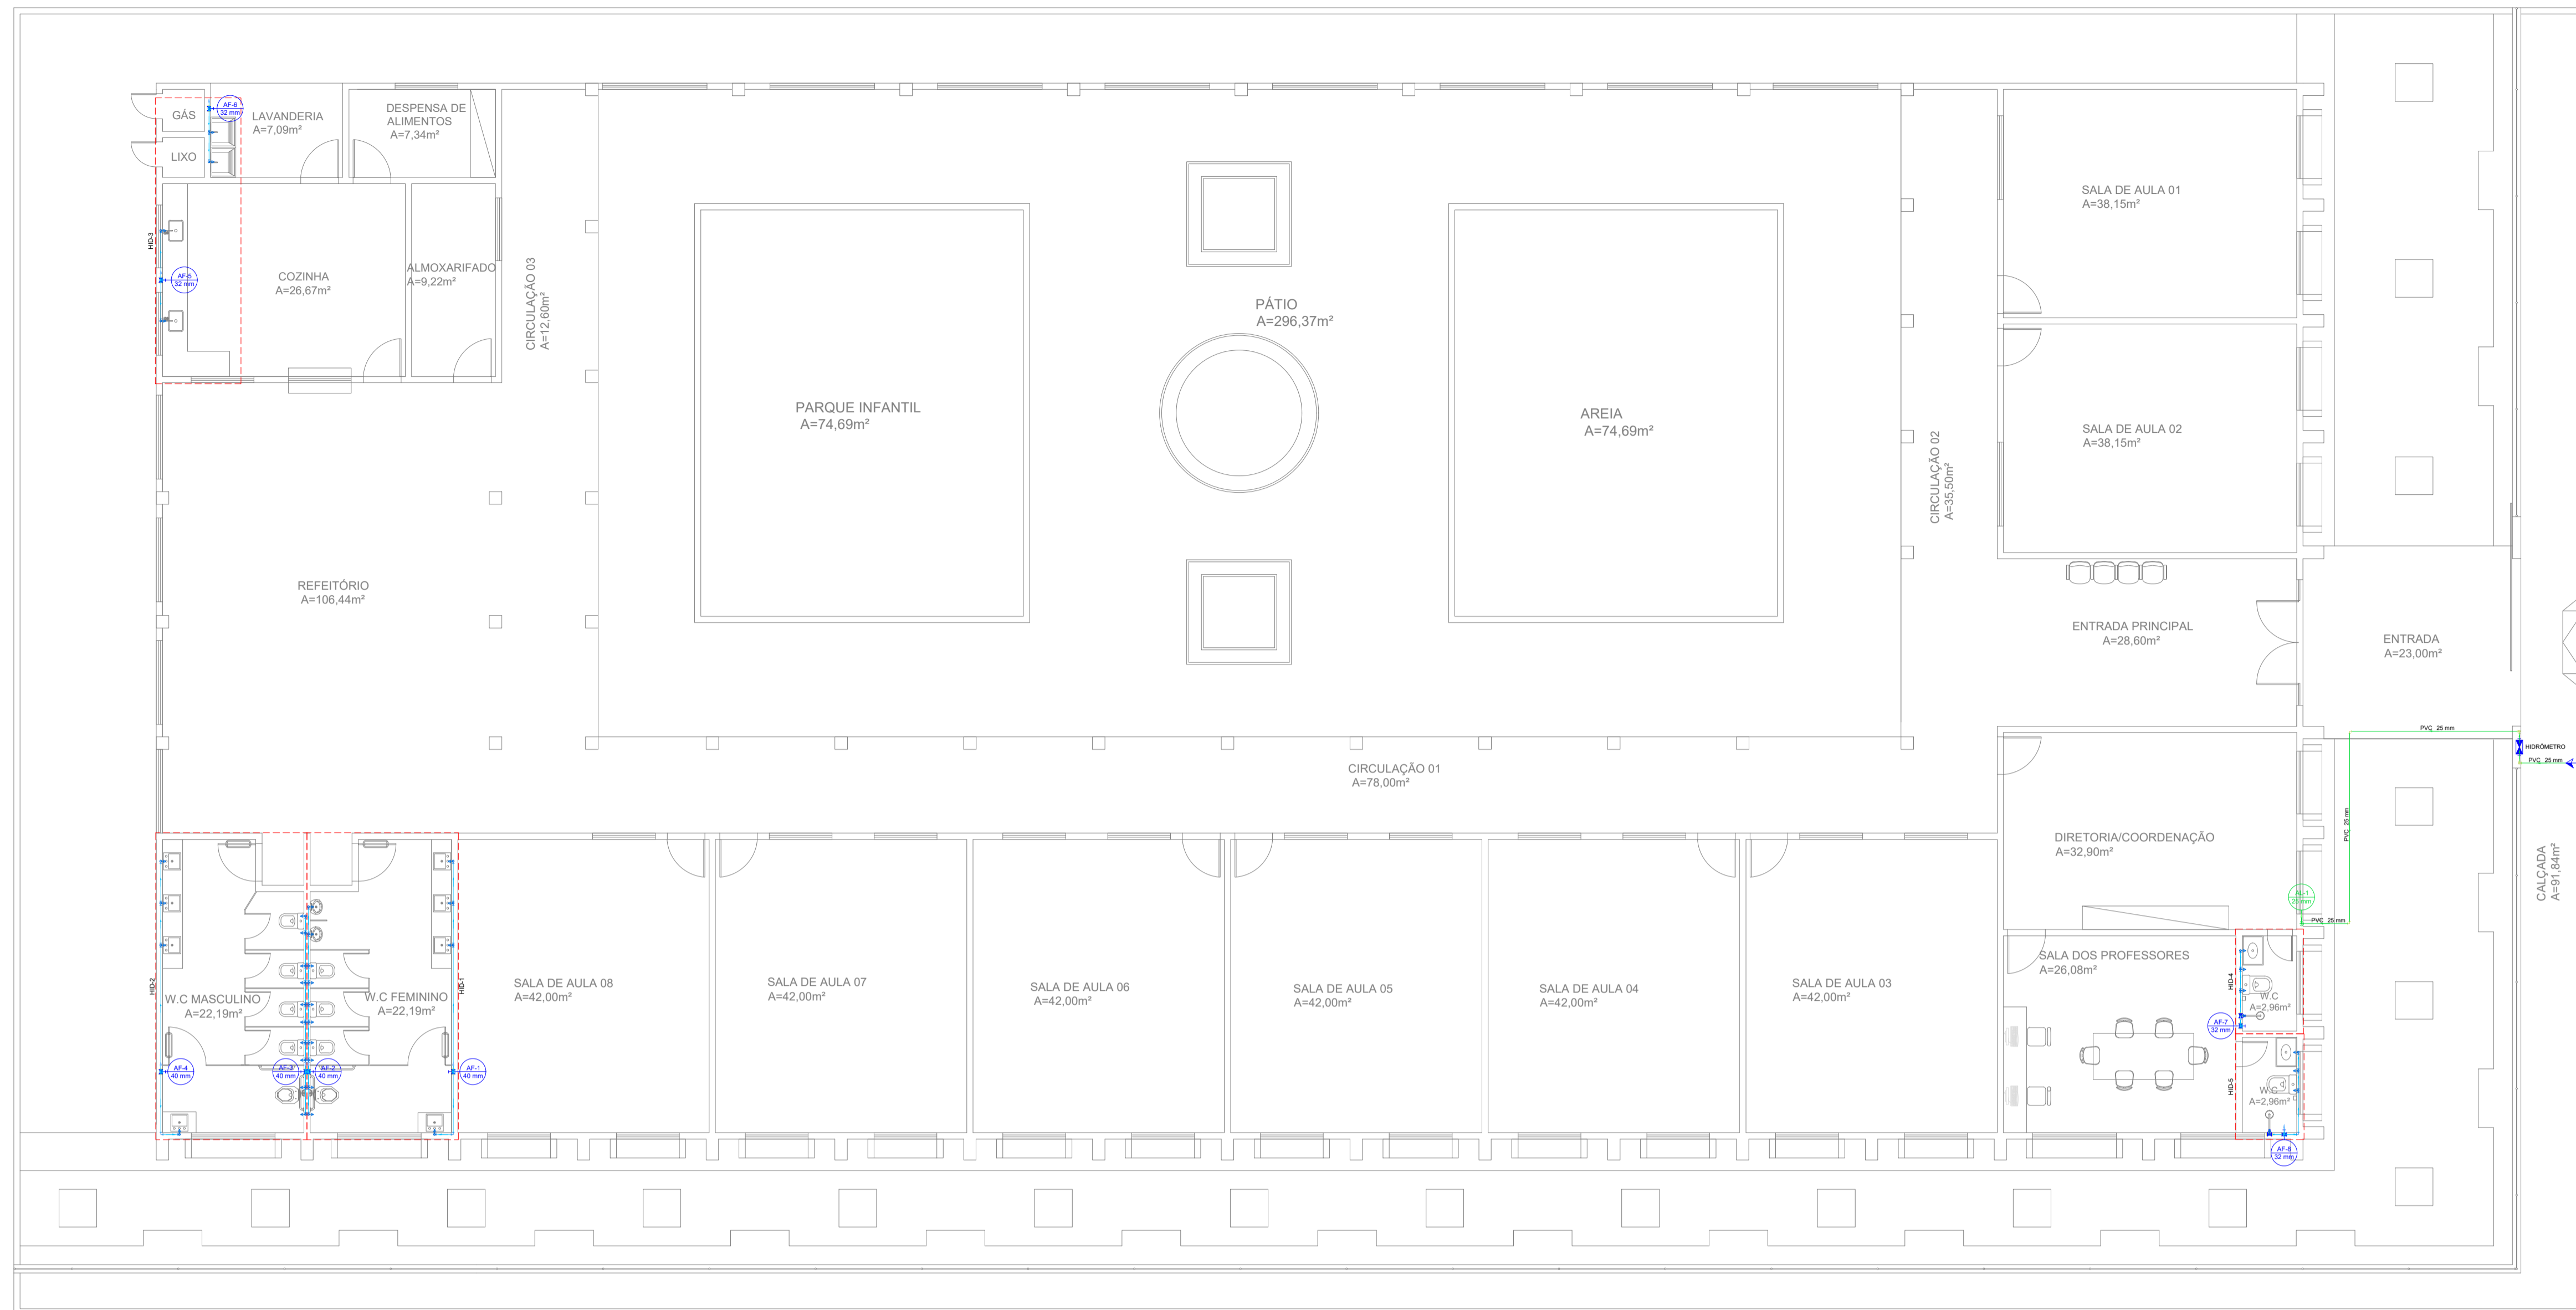 GÁS
AF-6
32 mm
LAVANDERIA
A=7,09m²
DESPENSA DE
ALIMENTOS
A=7,34m²
LIXO
HID-3
AF-5
32 mm
COZINHA
A=26,67m²
ALMOXARIFADO
A=9,22m²
CIRCULAÇÃO 03
A=12,60m²
PÁTIO
A=296,37m²
PARQUE INFANTIL
A=74,69m²
AREIA
A=74,69m²
CIRCULAÇÃO 02
A=35,50m²
SALA DE AULA 01
A=38,15m²
SALA DE AULA 02
A=38,15m²
REFEITÓRIO
A=106,44m²
ENTRADA PRINCIPAL
A=28,60m²
ENTRADA
A=23,00m²
PVC 25 mm
HIDRÔMETRO
PVC 25 mm
CIRCULAÇÃO 01
A=78,00m²
PVC 25 mm
DIRETORIA/COORDENAÇÃO
A=32,90m²
CALÇADA
A=91,84m²
AL-1
25 mm
PVC 25 mm
HID-2
W.C MASCULINO
A=22,19m²
W.C FEMININO
A=22,19m²
HID-1
SALA DE AULA 08
A=42,00m²
SALA DE AULA 07
A=42,00m²
SALA DE AULA 06
A=42,00m²
SALA DE AULA 05
A=42,00m²
SALA DE AULA 04
A=42,00m²
SALA DE AULA 03
A=42,00m²
SALA DOS PROFESSORES
A=26,08m²
HID-4
W.C
A=2,96m²
AF-7
32 mm
AF-4
40 mm
AF-3
40 mm
AF-2
40 mm
AF-1
40 mm
HID-5
W.C
A=2,96m²
AF-8
32 mm